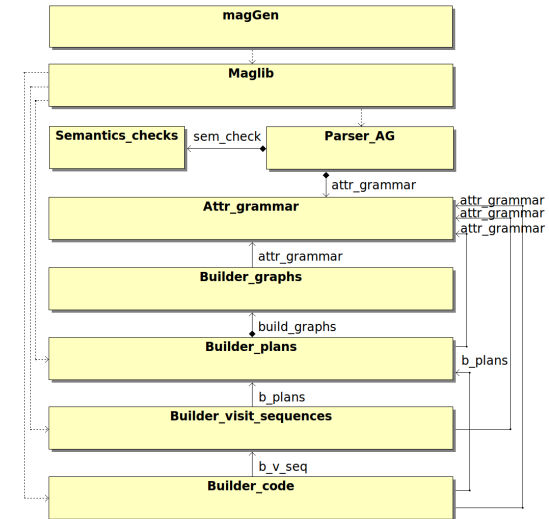 magGen
Maglib
Semantics_checks
sem_check
Parser_AG
attr_grammar
Attr_grammar
attr_grammar
attr_grammar
attr_grammar
attr_grammar
Builder_graphs
build_graphs
Builder_plans
b_plans
b_plans
Builder_visit_sequences
b_v_seq
Builder_code